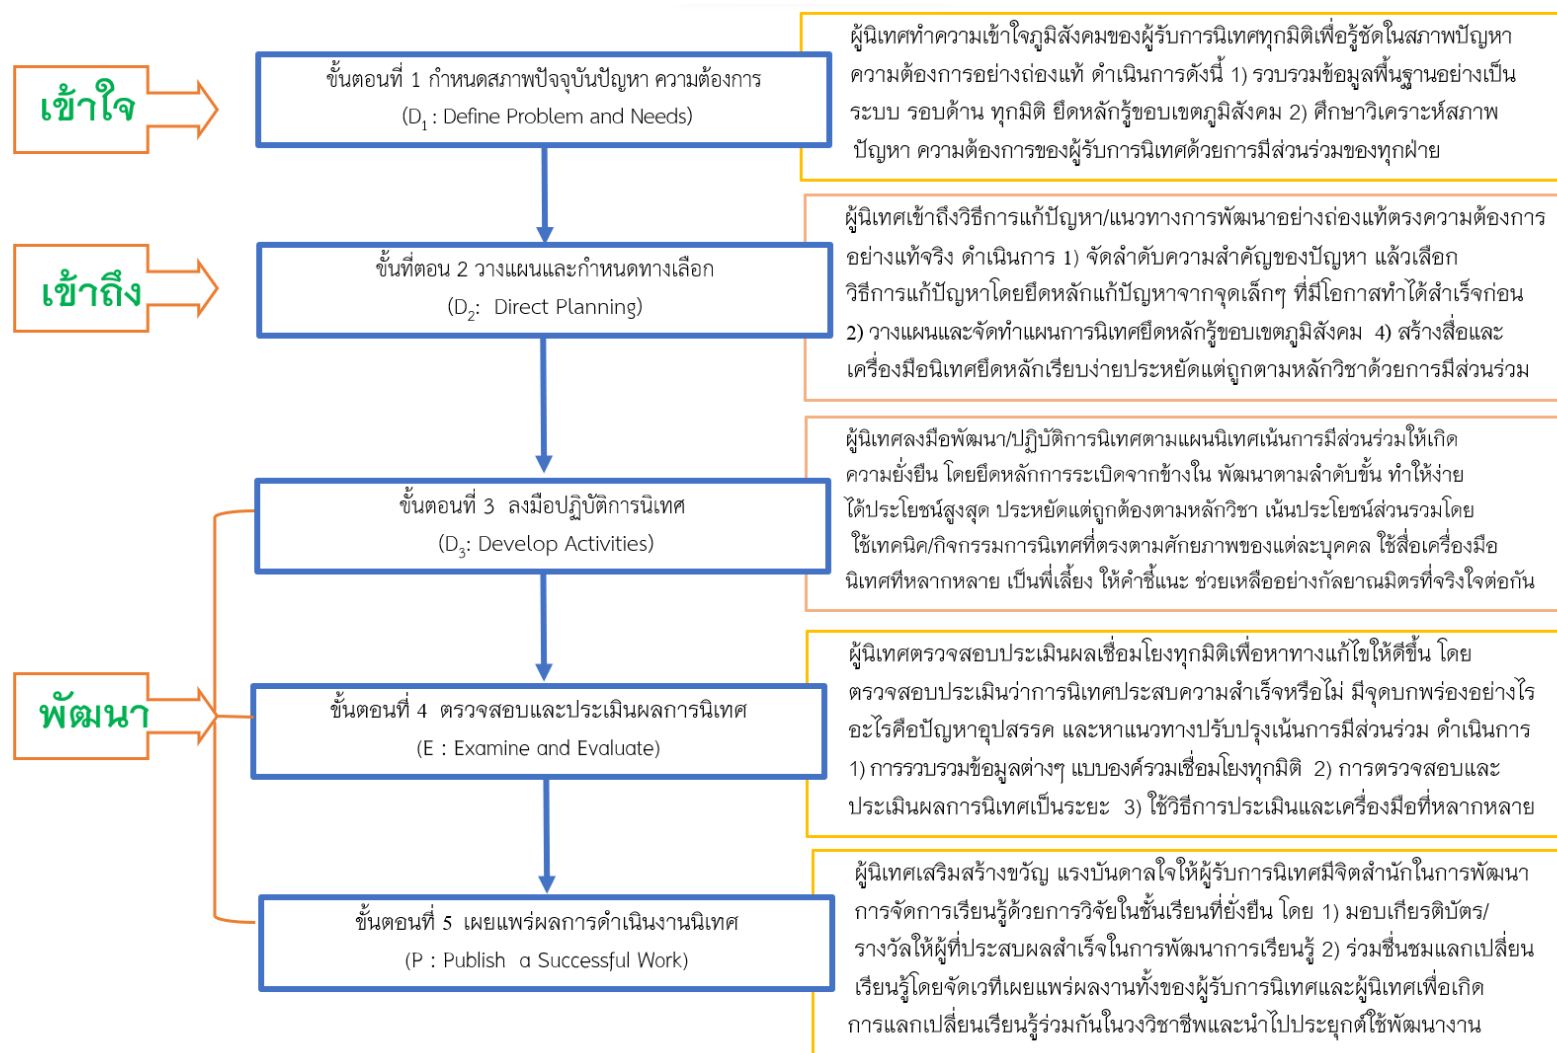 เข้าใจ
ขั้นตอนที่ 1 กำหนดสภาพปัจจุบันปัญหา ความต้องการ
(D1 : Define Problem and Needs)
ผู้นิเทศทำความเข้าใจภูมิสังคมของผู้รับการนิเทศทุกมิติเพื่อรู้ชัดในสภาพปัญหา
ความต้องการอย่างถ่องแท้ ดำเนินการดังนี้ 1) รวบรวมข้อมูลพื้นฐานอย่างเป็น
ระบบ รอบด้าน ทุกมิติ ยึดหลักรู้ขอบเขตภูมิสังคม 2) ศึกษาวิเคราะห์สภาพ
ปัญหา ความต้องการของผู้รับการนิเทศด้วยการมีส่วนร่วมของทุกฝ่าย
เข้าถึง
ขั้นที่ตอน 2 วางแผนและกำหนดทางเลือก
(D2: Direct Planning)
ผู้นิเทศเข้าถึงวิธีการแก้ปัญหา/แนวทางการพัฒนาอย่างถ่องแท้ตรงความต้องการ
อย่างแท้จริง ดำเนินการ 1) จัดลำดับความสำคัญของปัญหา แล้วเลือก
วิธีการแก้ปัญหาโดยยึดหลักแก้ปัญหาจากจุดเล็กๆ ที่มีโอกาสทำได้สำเร็จก่อน
2) วางแผนและจัดทำแผนการนิเทศยึดหลักรู้ขอบเขตภูมิสังคม 4) สร้างสื่อและ
เครื่องมือนิเทศยึดหลักเรียบง่ายประหยัดแต่ถูกตามหลักวิชาด้วยการมีส่วนร่วม
พัฒนา
ขั้นตอนที่ 3 ลงมือปฏิบัติการนิเทศ
(D3: Develop Activities)
ผู้นิเทศลงมือพัฒนา/ปฏิบัติการนิเทศตามแผนนิเทศเน้นการมีส่วนร่วมให้เกิด
ความยั่งยืน โดยยึดหลักการระเบิดจากข้างใน พัฒนาตามลำดับขั้น ทำให้ง่าย
ได้ประโยชน์สูงสุด ประหยัดแต่ถูกต้องตามหลักวิชา เน้นประโยชน์ส่วนรวมโดย
ใช้เทคนิค/กิจกรรมการนิเทศที่ตรงตามศักยภาพของแต่ละบุคคล ใช้สื่อเครื่องมือ
นิเทศทีหลากหลาย เป็นพี่เลี้ยง ให้คำชี้แนะ ช่วยเหลืออย่างกัลยาณมิตรที่จริงใจต่อกัน
ขั้นตอนที่ 4 ตรวจสอบและประเมินผลการนิเทศ
(E : Examine and Evaluate)
ผู้นิเทศตรวจสอบประเมินผลเชื่อมโยงทุกมิติเพื่อหาทางแก้ไขให้ดีขึ้น โดย
ตรวจสอบประเมินว่าการนิเทศประสบความสำเร็จหรือไม่ มีจุดบกพร่องอย่างไร
อะไรคือปัญหาอุปสรรค และหาแนวทางปรับปรุงเน้นการมีส่วนร่วม ดำเนินการ
1) การรวบรวมข้อมูลต่างๆ แบบองค์รวมเชื่อมโยงทุกมิติ 2) การตรวจสอบและ
ประเมินผลการนิเทศเป็นระยะ 3) ใช้วิธีการประเมินและเครื่องมือที่หลากหลาย
ขั้นตอนที่ 5 เผยแพร่ผลการดำเนินงานนิเทศ
(P : Publish a Successful Work)
ผู้นิเทศเสริมสร้างขวัญ แรงบันดาลใจให้ผู้รับการนิเทศมีจิตสำนักในการพัฒนา
การจัดการเรียนรู้ด้วยการวิจัยในชั้นเรียนที่ยั่งยืน โดย 1) มอบเกียรติบัตร/
รางวัลให้ผู้ที่ประสบผลสำเร็จในการพัฒนาการเรียนรู้ 2) ร่วมชื่นชมแลกเปลี่ยน
เรียนรู้โดยจัดเวทีเผยแพร่ผลงานทั้งของผู้รับการนิเทศและผู้นิเทศเพื่อเกิด
การแลกเปลี่ยนเรียนรู้ร่วมกันในวงวิชาชีพและนำไปประยุกต์ใช้พัฒนางาน